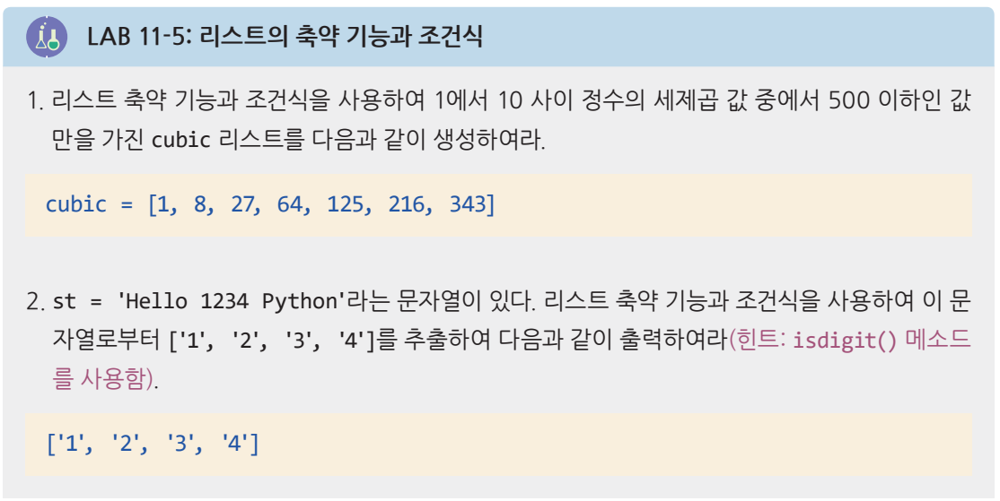 LAB 11-5: 리스트의 축약 기능과 조건식
1. 리스트 축약 기능과 조건식을 사용하여 1에서 10 사이 정수의 세제곱 값 중에서 500 이하인 값
만을 가진 cubic 리스트를 다음과 같이 생성하여라.
cubic = [1, 8, 27, 64, 125, 216, 343]
2. st = 'Hello 1234 Python'라는 문자열이 있다. 리스트 축약 기능과 조건식을 사용하여 이 문
자열로부터 ['1', '2', '3', '4']를 추출하여 다음과 같이 출력하여라(힌트: isdigit() 메소드
를 사용함).
['1', '2', '3', '4']